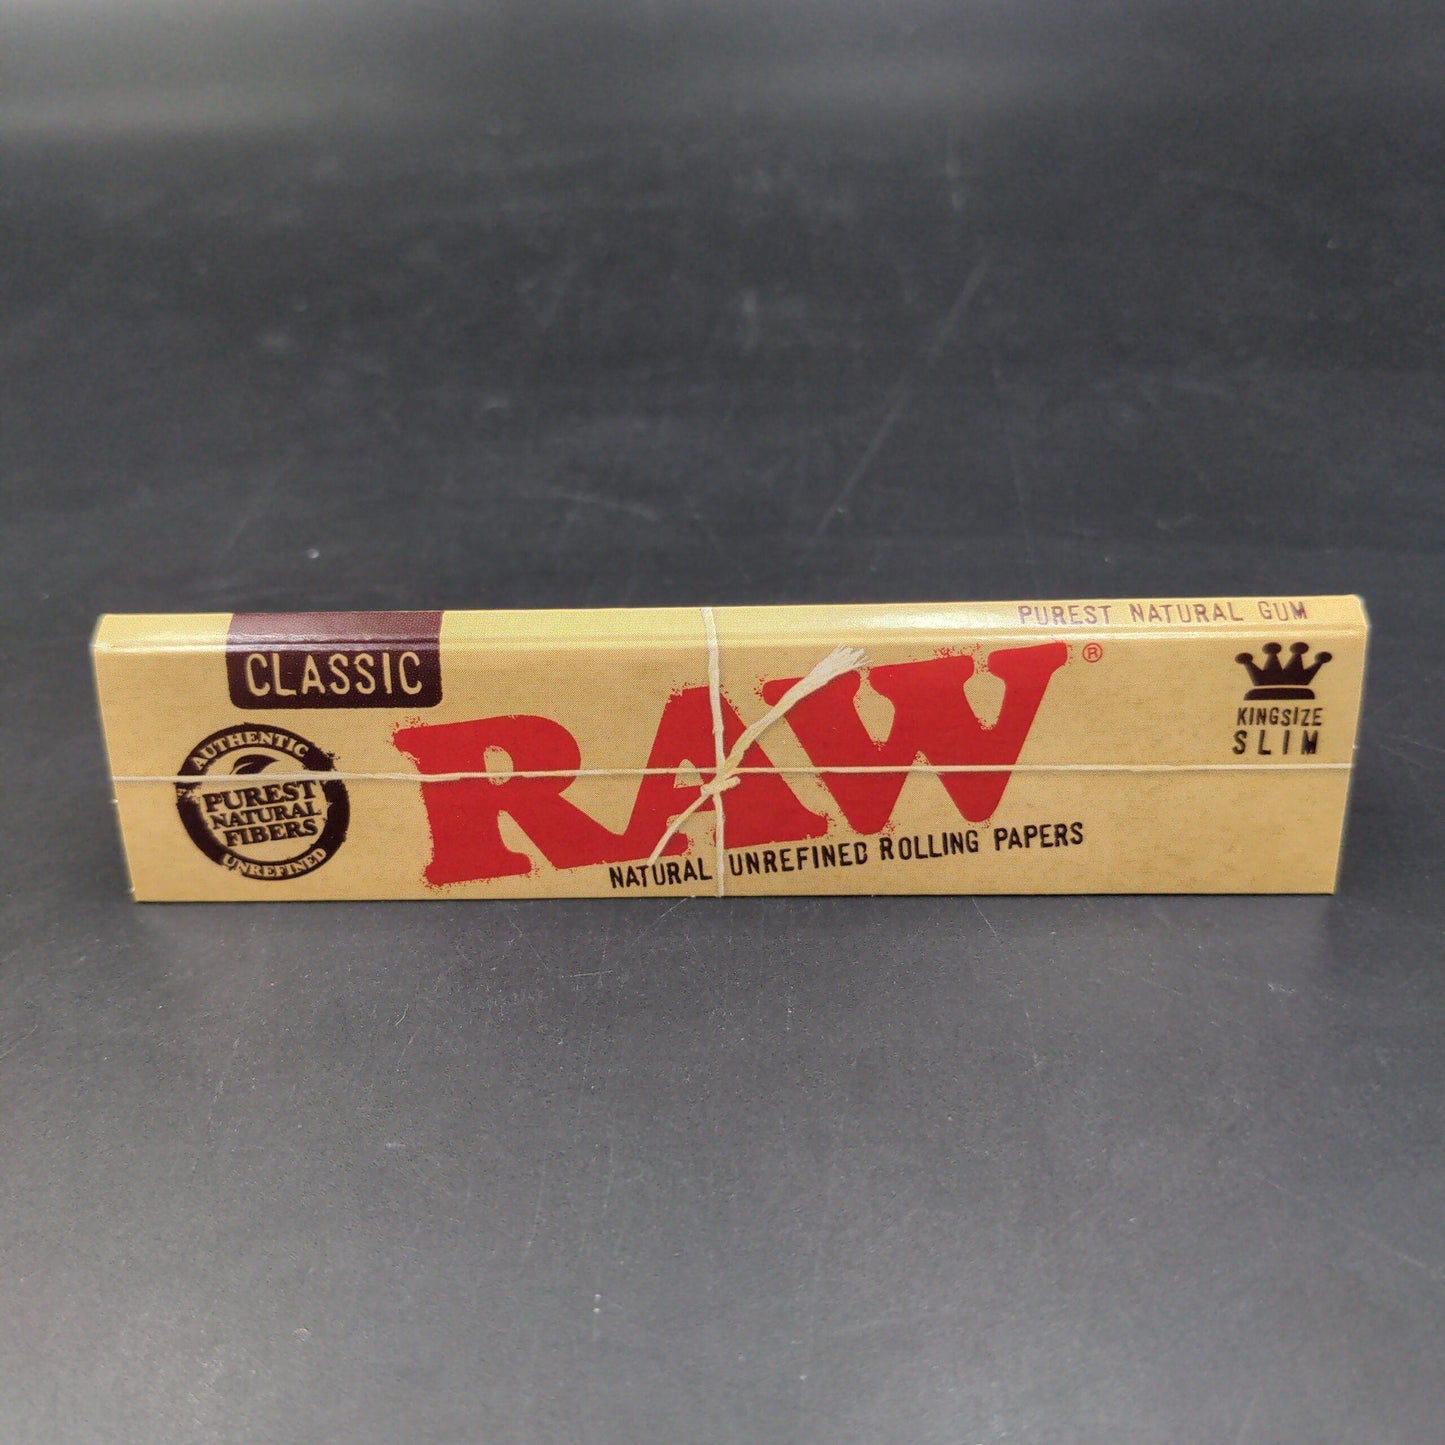 PUREST NATURAL GUM
CLASSIC
RAW®
KINGSIZE
SLIM
AUTHENTIC
PUREST
NATURAL
FIBERS
UNREFINED
NATURAL UNREFINED ROLLING PAPERS